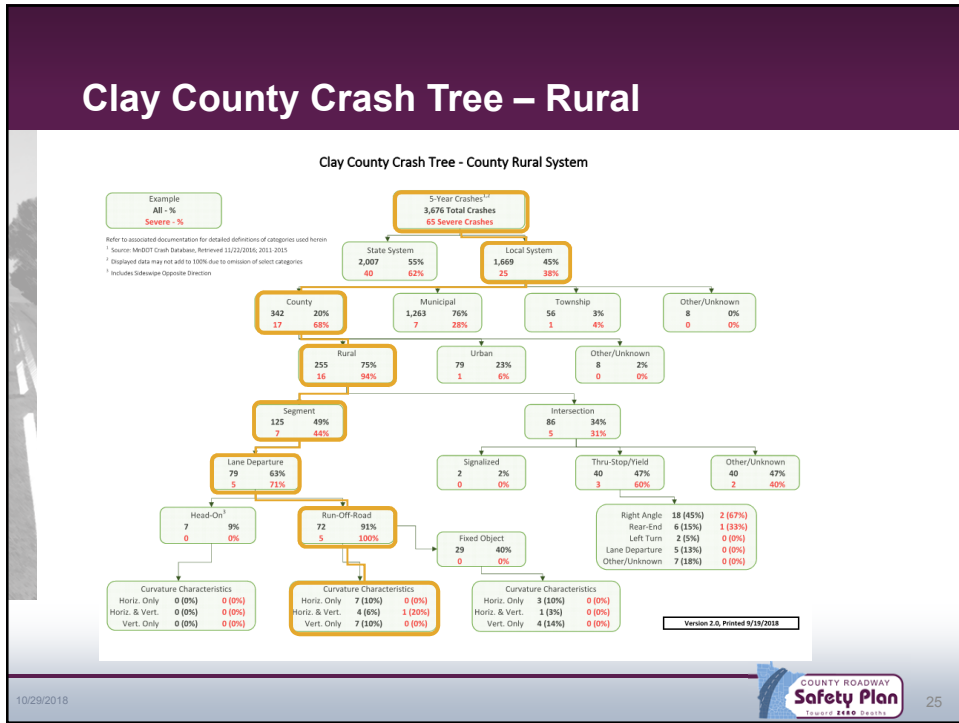 Clay County Crash Tree – Rural
Clay County Crash Tree - County Rural System
Example
All - %
Severe - %
Refer to associated documentation for detailed definitions of categories used herein
1 Source: MnDOT Crash Database, Retrieved 11/22/2016; 2011-2015
2 Displayed data may not add to 100% due to omission of select categories
3 Includes Sideswipe Opposite Direction
5-Year Crashes1,2
3,676 Total Crashes
65 Severe Crashes
State System
2,007 55%
40 62%
Local System
1,669 45%
25 38%
County
342 20%
17 68%
Municipal
1,263 76%
7 28%
Township
56 3%
1 4%
Other/Unknown
8 0%
0 0%
Rural
255 75%
16 94%
Urban
79 23%
1 6%
Other/Unknown
8 2%
0 0%
Segment
125 49%
7 44%
Intersection
86 34%
5 31%
Lane Departure
79 63%
5 71%
Signalized
2 2%
0 0%
Thru-Stop/Yield
40 47%
3 60%
Other/Unknown
40 47%
2 40%
Head-On3
7 9%
0 0%
Run-Off-Road
72 91%
5 100%
Fixed Object
29 40%
0 0%
Right Angle 18 (45%) 2 (67%)
Rear-End 6 (15%) 1 (33%)
Left Turn 2 (5%) 0 (0%)
Lane Departure 5 (13%) 0 (0%)
Other/Unknown 7 (18%) 0 (0%)
Curvature Characteristics
Horiz. Only 0 (0%) 0 (0%)
Horiz. & Vert. 0 (0%) 0 (0%)
Vert. Only 0 (0%) 0 (0%)
Curvature Characteristics
Horiz. Only 7 (10%) 0 (0%)
Horiz. & Vert. 4 (6%) 1 (20%)
Vert. Only 7 (10%) 0 (0%)
Curvature Characteristics
Horiz. Only 3 (10%) 0 (0%)
Horiz. & Vert. 1 (3%) 0 (0%)
Vert. Only 4 (14%) 0 (0%)
Version 2.0, Printed 9/19/2018
10/29/2018
COUNTY ROADWAY
Safety Plan
Toward ZERO Deaths
25